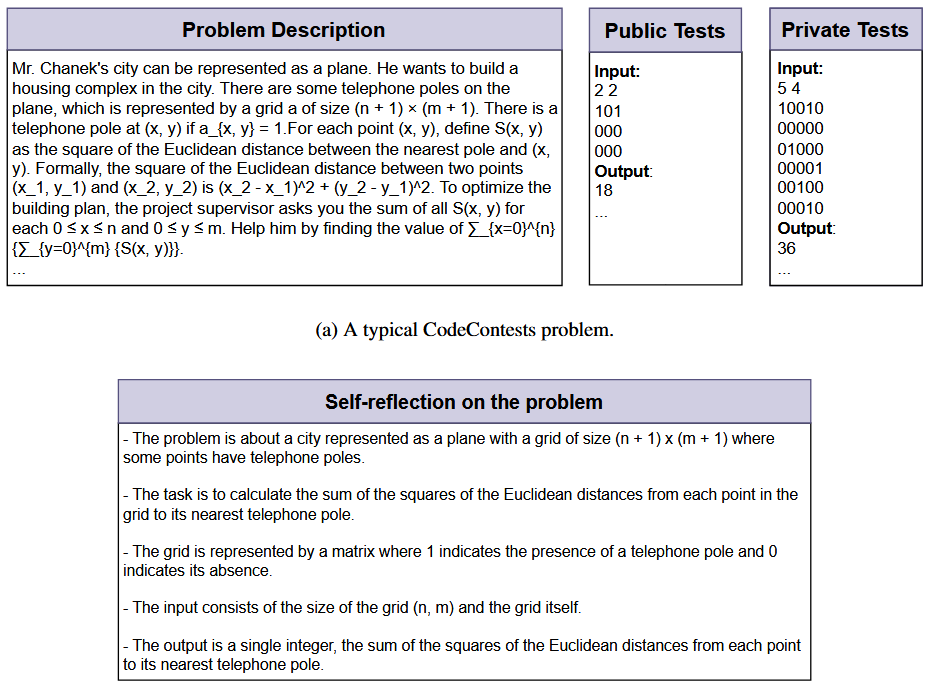 Problem Description
Mr. Chanek's city can be represented as a plane. He wants to build a
housing complex in the city. There are some telephone poles on the
plane, which is represented by a grid a of size (n + 1) × (m + 1). There is a
telephone pole at (x, y) if a_{x, y} = 1.For each point (x, y), define S(x, y)
as the square of the Euclidean distance between the nearest pole and (x,
y). Formally, the square of the Euclidean distance between two points
(x_1, y_1) and (x_2, y_2) is (x_2 - x_1)^2 + (y_2 - y_1)^2. To optimize the
building plan, the project supervisor asks you the sum of all S(x, y) for
each 0 ≤ x ≤ n and 0 ≤ y ≤ m. Help him by finding the value of ∑_{x=0}^{n}
{∑_{y=0}^{m} {S(x, y)}}.
...
Public Tests
Input:
2 2
101
000
000
Output:
18
...
Private Tests
Input:
5 4
10010
00000
01000
00001
00100
00010
Output:
36
...
(a) A typical CodeContests problem.
Self-reflection on the problem
- The problem is about a city represented as a plane with a grid of size (n + 1) x (m + 1) where
some points have telephone poles.
- The task is to calculate the sum of the squares of the Euclidean distances from each point in the
grid to its nearest telephone pole.
- The grid is represented by a matrix where 1 indicates the presence of a telephone pole and 0
indicates its absence.
- The input consists of the size of the grid (n, m) and the grid itself.
- The output is a single integer, the sum of the squares of the Euclidean distances from each point
to its nearest telephone pole.